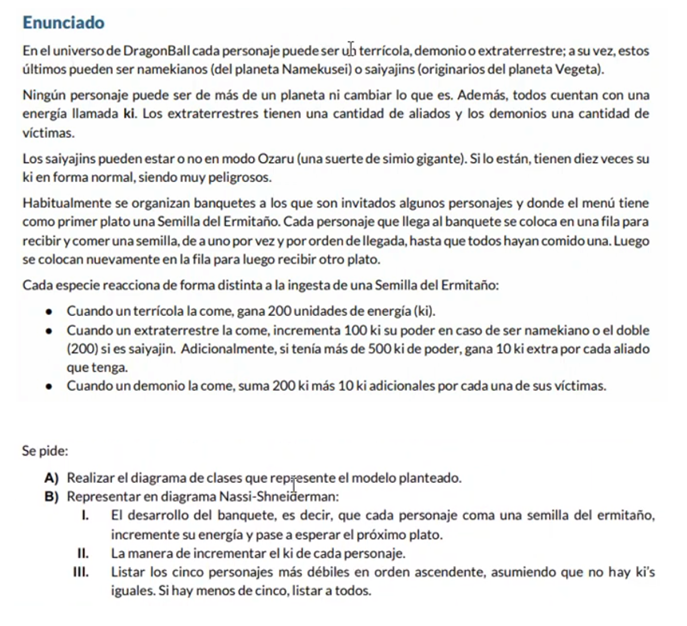 Enunciado
En el universo de DragonBall cada personaje puede ser un terrícola, demonio o extraterrestre; a su vez, estos
últimos pueden ser namekianos (del planeta Namekusei) o saiyajins (originarios del planeta Vegeta).
Ningún personaje puede ser de más de un planeta ni cambiar lo que es. Además, todos cuentan con una
energía llamada ki. Los extraterrestres tienen una cantidad de aliados y los demonios una cantidad de
víctimas.
Los saiyajins pueden estar o no en modo Ozaru (una suerte de simio gigante). Si lo están, tienen diez veces su
ki en forma normal, siendo muy peligrosos.
Habitualmente se organizan banquetes a los que son invitados algunos personajes y donde el menú tiene
como primer plato una Semilla del Ermitaño. Cada personaje que llega al banquete se coloca en una fila para
recibir y comer una semilla, de a uno por vez y por orden de llegada, hasta que todos hayan comido una. Luego
se colocan nuevamente en la fila para luego recibir otro plato.
Cada especie reacciona de forma distinta a la ingesta de una Semilla del Ermitaño:
• Cuando un terrícola la come, gana 200 unidades de energía (ki).
• Cuando un extraterrestre la come, incrementa 100 ki su poder en caso de ser namekiano o el doble
(200) si es saiyajin. Adicionalmente, si tenía más de 500 ki de poder, gana 10 ki extra por cada aliado
que tenga.
• Cuando un demonio la come, suma 200 ki más 10 ki adicionales por cada una de sus víctimas.
Se pide:
A) Realizar el diagrama de clases que represente el modelo planteado.
B) Representar en diagrama Nassi-Shneiderman:
I. El desarrollo del banquete, es decir, que cada personaje coma una semilla del ermitaño,
incremente su energía y pase a esperar el próximo plato.
II. La manera de incrementar el ki de cada personaje.
III. Listar los cinco personajes más débiles en orden ascendente, asumiendo que no hay ki's
iguales. Si hay menos de cinco, listar a todos.